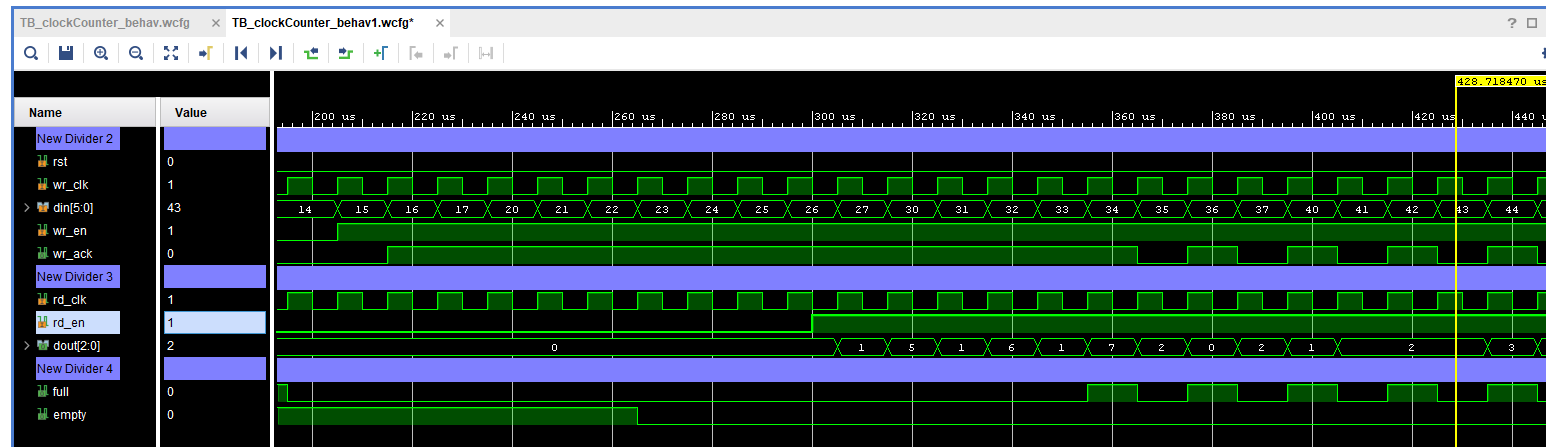 TB_clockCounter_behav.wcfg × TB_clockCounter_behav1.wcfg* × ?
428.718470 us
Name Value
200 us 220 us 240 us 260 us 280 us 300 us 320 us 340 us 360 us 380 us 400 us 420 us 440 us
New Divider 2
rst 0
wr_clk 1
din[5:0] 43 14 15 16 17 20 21 22 23 24 25 26 27 30 31 32 33 34 35 36 37 40 41 42 43 44
wr_en 1
wr_ack 0
New Divider 3
rd_clk 1
rd_en 1
dout[2:0] 2 0 1 5 1 6 1 7 2 0 2 1 2 3
New Divider 4
full 0
empty 0